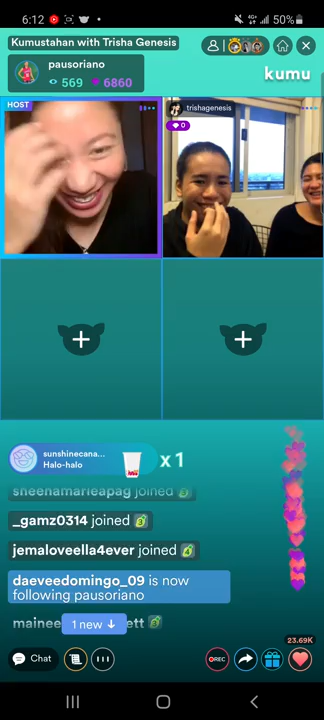 6:12
50%
Kumustahan with Trisha Genesis
pausoriano
569
6860
kumu
HOST
_trishagenesis
0
sunshinecana...
Halo-halo
x 1
sheenamarieapag joined
_gamz0314 joined
jemaloveella4ever joined
daeveedomingo_09 is now
following pausoriano
1 new ↓
23.69K
Chat
REC